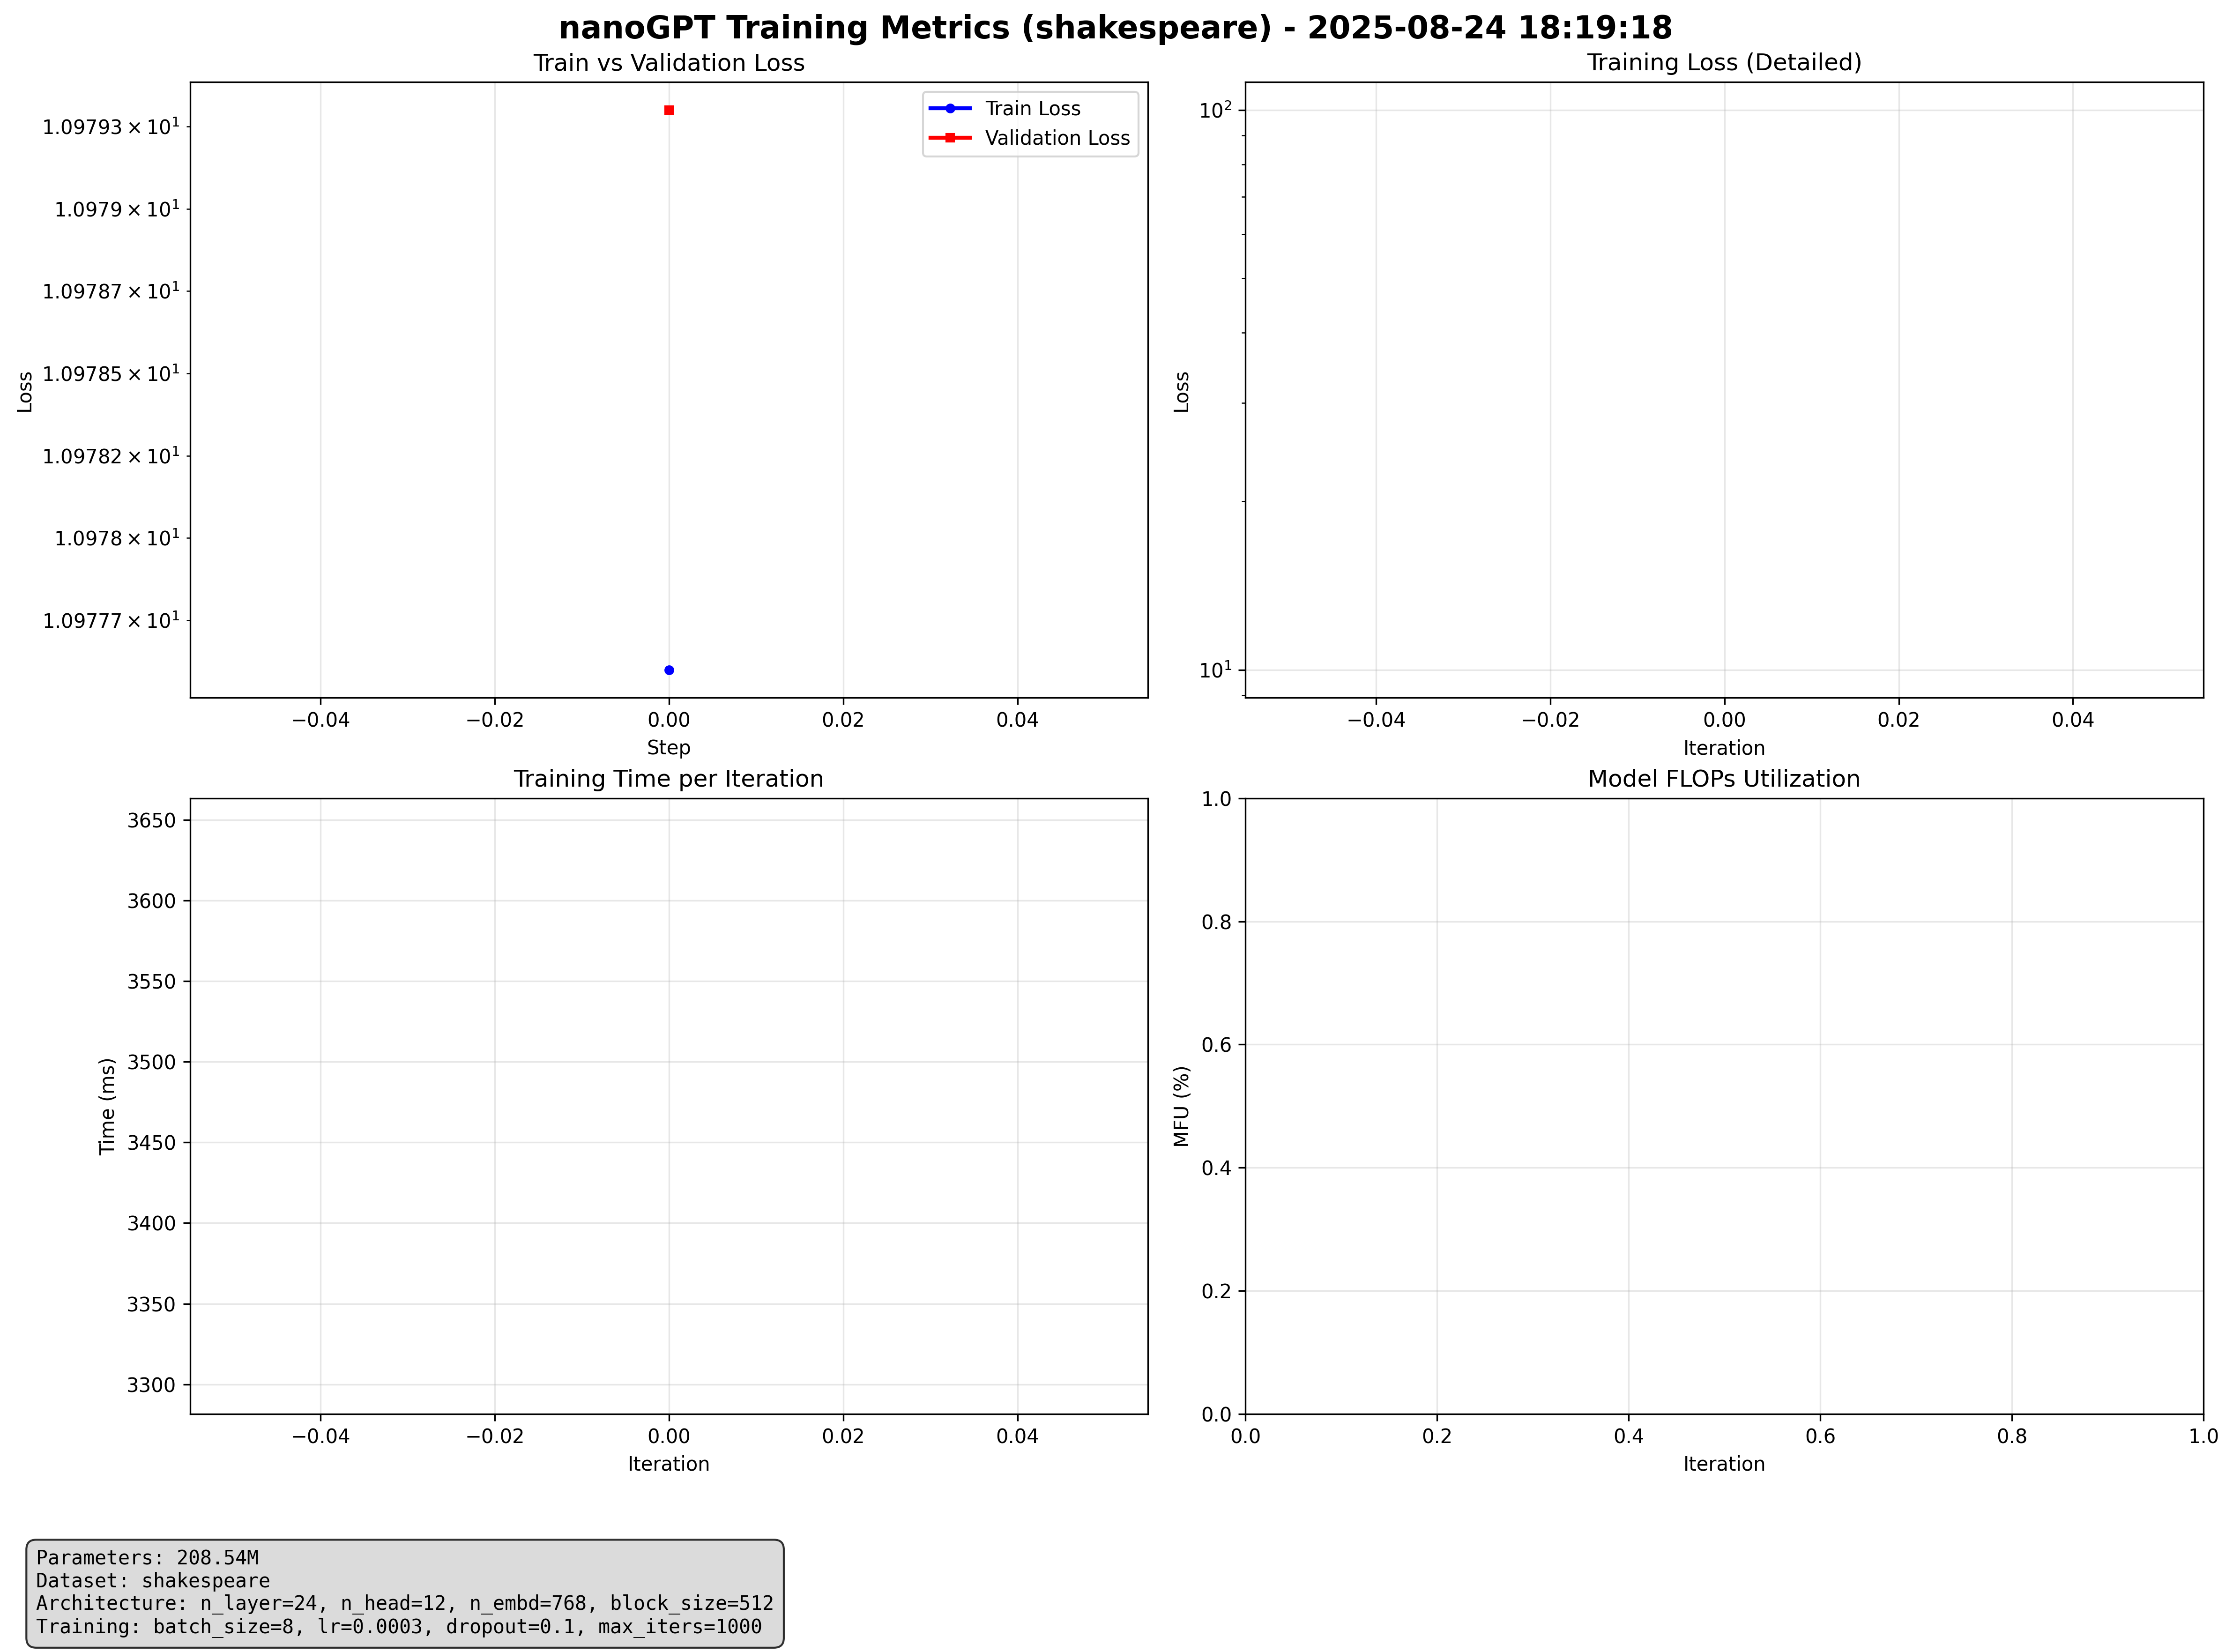 nanoGPT Training Metrics (shakespeare) - 2025-08-24 18:19:18
Train vs Validation Loss
Train Loss
Validation Loss
1.09793 × 10¹
1.0979 × 10¹
1.09787 × 10¹
1.09785 × 10¹
1.09782 × 10¹
1.0978 × 10¹
1.09777 × 10¹
Loss
−0.04 −0.02 0.00 0.02 0.04
Step
Training Loss (Detailed)
10²
10¹
Loss
−0.04 −0.02 0.00 0.02 0.04
Iteration
Training Time per Iteration
3650
3600
3550
3500
3450
3400
3350
3300
Time (ms)
−0.04 −0.02 0.00 0.02 0.04
Iteration
Model FLOPs Utilization
1.0
0.8
0.6
0.4
0.2
0.0
MFU (%)
0.0 0.2 0.4 0.6 0.8 1.0
Iteration
Parameters: 208.54M
Dataset: shakespeare
Architecture: n_layer=24, n_head=12, n_embd=768, block_size=512
Training: batch_size=8, lr=0.0003, dropout=0.1, max_iters=1000